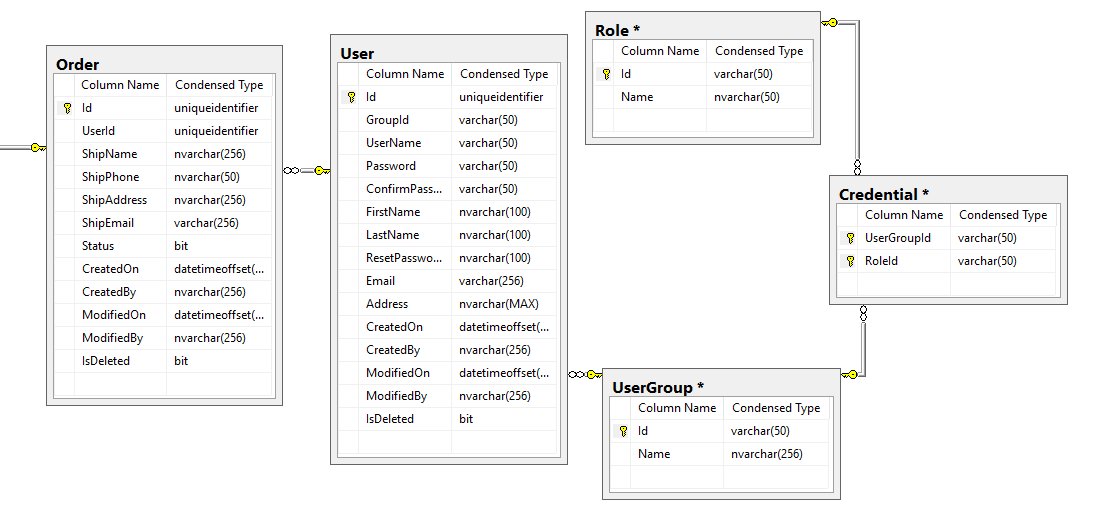 Order
Column Name Condensed Type
Id uniqueidentifier
UserId uniqueidentifier
ShipName nvarchar(256)
ShipPhone nvarchar(50)
ShipAddress nvarchar(256)
ShipEmail varchar(256)
Status bit
CreatedOn datetimeoffset(...
CreatedBy nvarchar(256)
ModifiedOn datetimeoffset(...
ModifiedBy nvarchar(256)
IsDeleted bit
User
Column Name Condensed Type
Id uniqueidentifier
GroupId varchar(50)
UserName varchar(50)
Password varchar(50)
ConfirmPass... varchar(50)
FirstName nvarchar(100)
LastName nvarchar(100)
ResetPasswo... nvarchar(100)
Email varchar(256)
Address nvarchar(MAX)
CreatedOn datetimeoffset(...
CreatedBy nvarchar(256)
ModifiedOn datetimeoffset(...
ModifiedBy nvarchar(256)
IsDeleted bit
Role *
Column Name Condensed Type
Id varchar(50)
Name nvarchar(50)
Credential *
Column Name Condensed Type
UserGroupId varchar(50)
RoleId varchar(50)
UserGroup *
Column Name Condensed Type
Id varchar(50)
Name nvarchar(256)